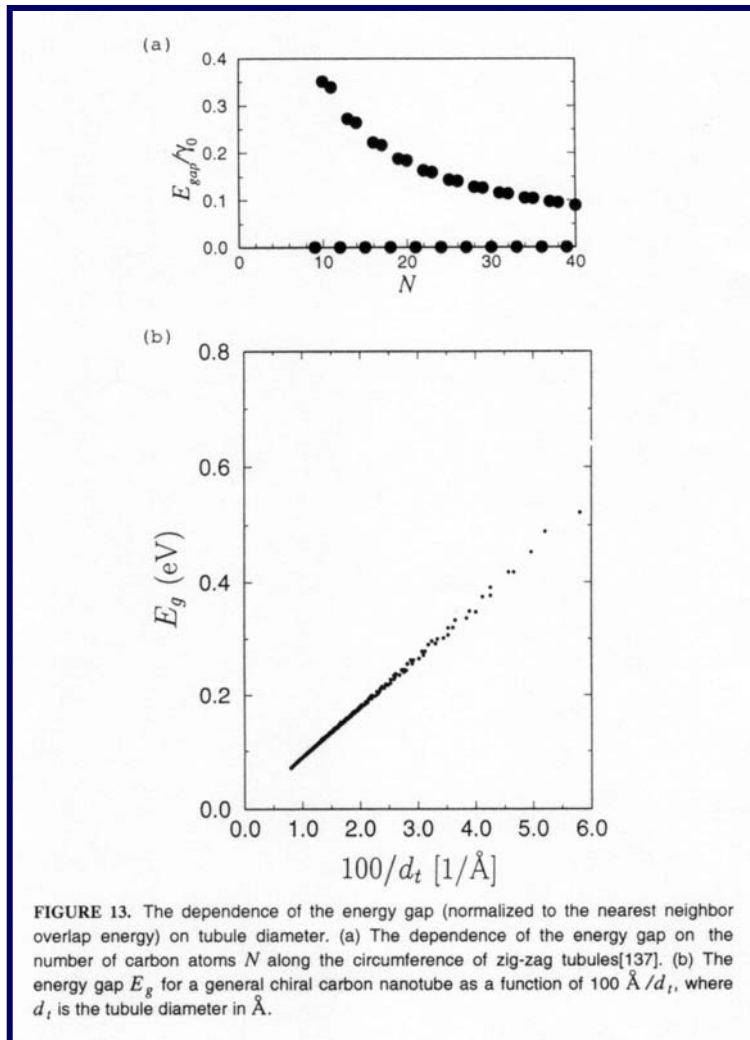 (a)
0.4
0.3
0.2
0.1
0.0
E_gap/γ₀
0 10 20 30 40
N
(b)
0.8
0.6
0.4
0.2
0.0
E_g (eV)
0.0 1.0 2.0 3.0 4.0 5.0 6.0
100/d_t [1/Å]
FIGURE 13. The dependence of the energy gap (normalized to the nearest neighbor
overlap energy) on tubule diameter. (a) The dependence of the energy gap on the
number of carbon atoms N along the circumference of zig-zag tubules[137]. (b) The
energy gap E_g for a general chiral carbon nanotube as a function of 100 Å/d_t, where
d_t is the tubule diameter in Å.